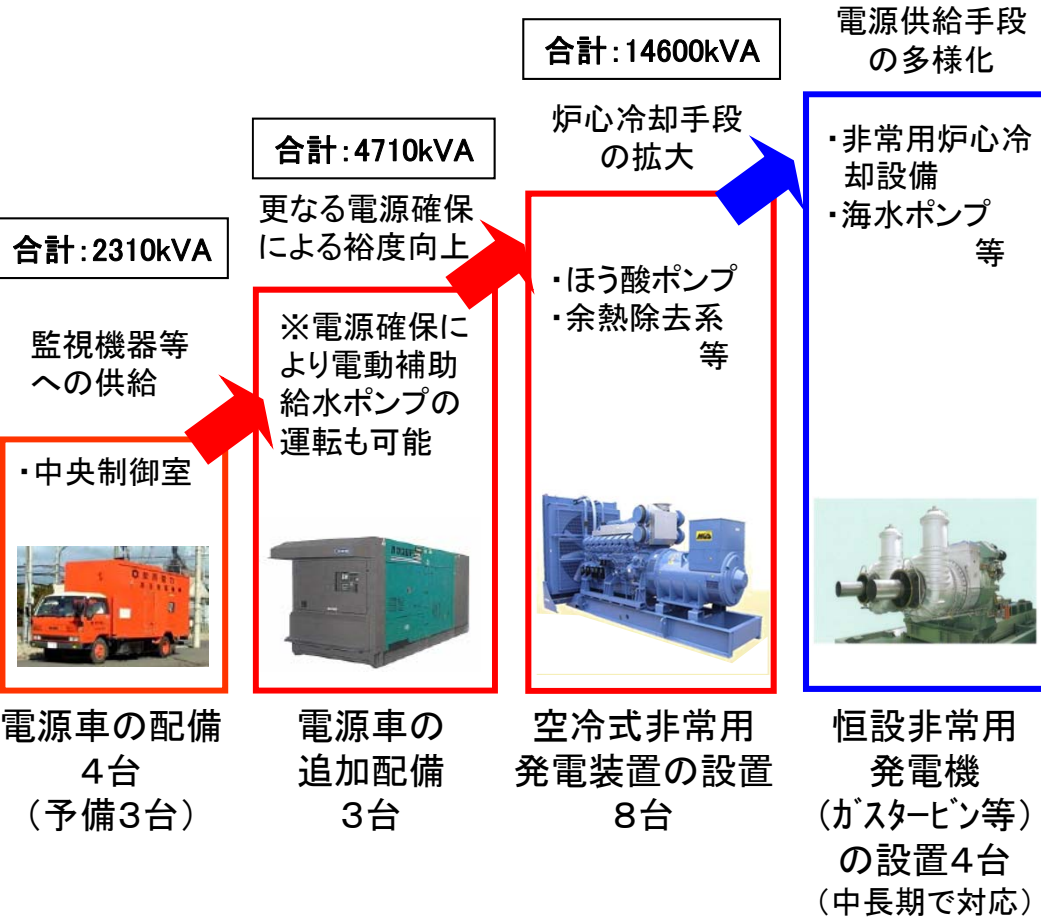 合計:2310kVA
監視機器等
への供給
・中央制御室
電源車の配備
4台
(予備3台)
合計:4710kVA
更なる電源確保
による裕度向上
※電源確保に
より電動補助
給水ポンプの
運転も可能
電源車の
追加配備
3台
合計:14600kVA
炉心冷却手段
の拡大
・ほう酸ポンプ
・余熱除去系
等
空冷式非常用
発電装置の設置
8台
電源供給手段
の多様化
・非常用炉心冷
却設備
・海水ポンプ
等
恒設非常用
発電機
(ガスタービン等)
の設置4台
(中長期で対応)